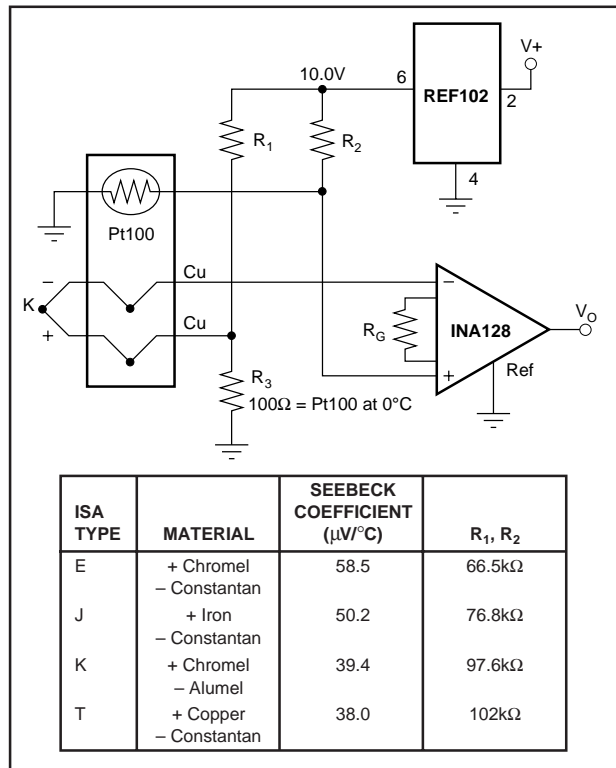 V+
10.0V
6
REF102
2
R1
R2
4
Pt100
Cu
−
K
Cu
+
−
RG
INA128
VO
+
Ref
R3
100Ω = Pt100 at 0°C
ISA TYPE MATERIAL SEEBECK COEFFICIENT (μV/°C) R1, R2
E + Chromel 58.5 66.5kΩ
− Constantan
J + Iron 50.2 76.8kΩ
− Constantan
K + Chromel 39.4 97.6kΩ
− Alumel
T + Copper 38.0 102kΩ
− Constantan